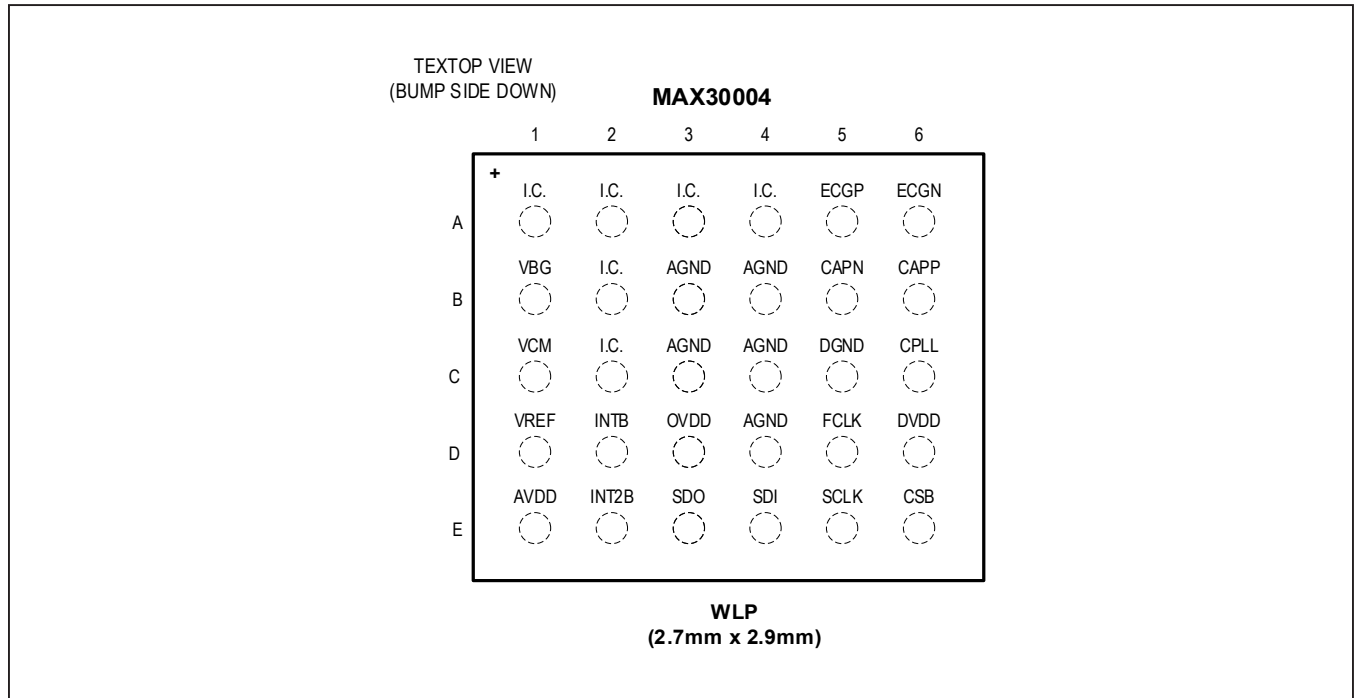 TEXTOP VIEW
(BUMP SIDE DOWN)
MAX30004
1 2 3 4 5 6
+
I.C. I.C. I.C. I.C. ECGP ECGN
A
VBG I.C. AGND AGND CAPN CAPP
B
VCM I.C. AGND AGND DGND CPLL
C
VREF INTB OVDD AGND FCLK DVDD
D
AVDD INT2B SDO SDI SCLK CSB
E
WLP
(2.7mm x 2.9mm)